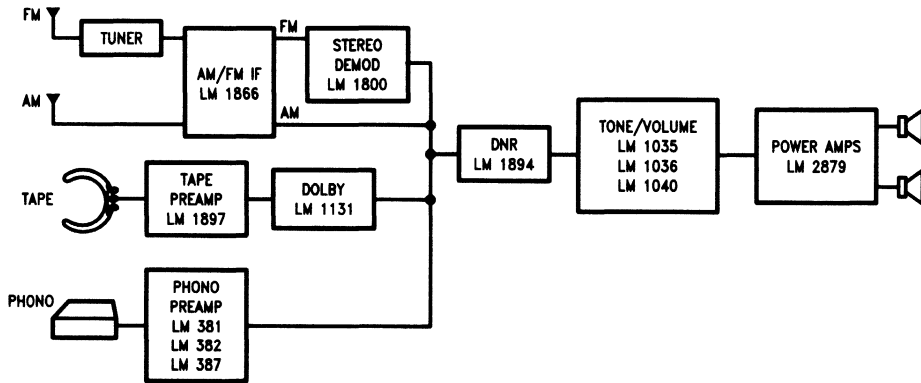 FM
TUNER
AM/FM IF
LM 1866
FM
STEREO
DEMOD
LM 1800
AM
AM
TAPE
TAPE
PREAMP
LM 1897
DOLBY
LM 1131
PHONO
PHONO
PREAMP
LM 381
LM 382
LM 387
DNR
LM 1894
TONE/VOLUME
LM 1035
LM 1036
LM 1040
POWER AMPS
LM 2879